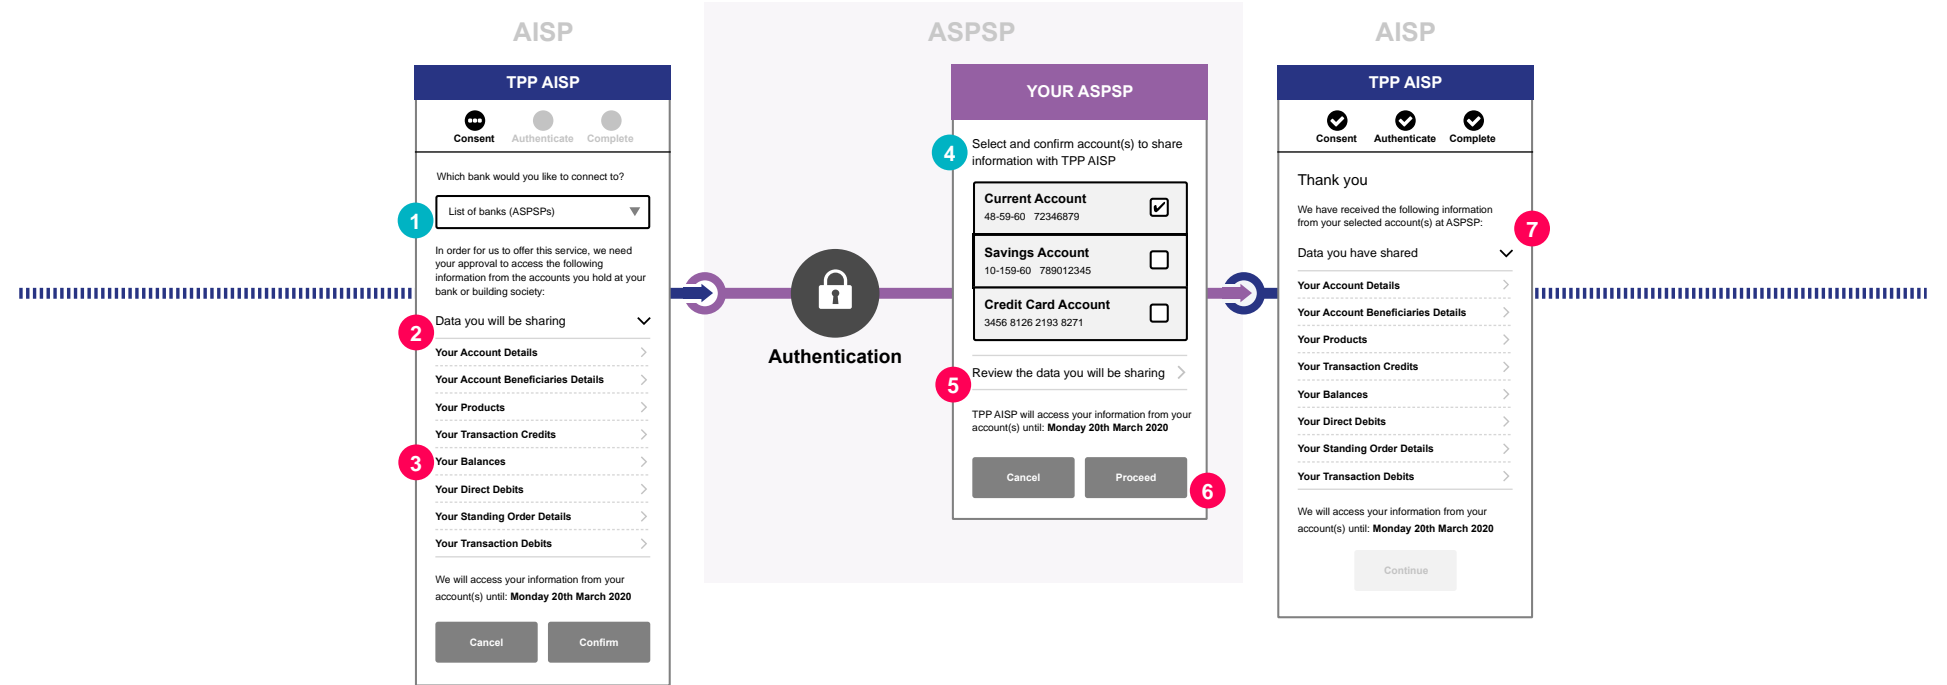 AISP
TPP AISP
Consent
Authenticate
Complete
Which bank would you like to connect to?
1
List of banks (ASPSPs)
In order for us to offer this service, we need
your approval to access the following
information from the accounts you hold at your
bank or building society:
2
Data you will be sharing
Your Account Details
Your Account Beneficiaries Details
Your Products
Your Transaction Credits
3
Your Balances
Your Direct Debits
Your Standing Order Details
Your Transaction Debits
We will access your information from your
account(s) until: Monday 20th March 2020
Cancel
Confirm
ASPSP
Authentication
YOUR ASPSP
4
Select and confirm account(s) to share
information with TPP AISP
Current Account
48-59-60 72346879
Savings Account
10-159-60 789012345
Credit Card Account
3456 8126 2193 8271
5
Review the data you will be sharing
TPP AISP will access your information from your
account(s) until: Monday 20th March 2020
Cancel
Proceed
6
AISP
TPP AISP
Consent
Authenticate
Complete
Thank you
We have received the following information
from your selected account(s) at ASPSP:
7
Data you have shared
Your Account Details
Your Account Beneficiaries Details
Your Products
Your Transaction Credits
Your Balances
Your Direct Debits
Your Standing Order Details
Your Transaction Debits
We will access your information from your
account(s) until: Monday 20th March 2020
Continue